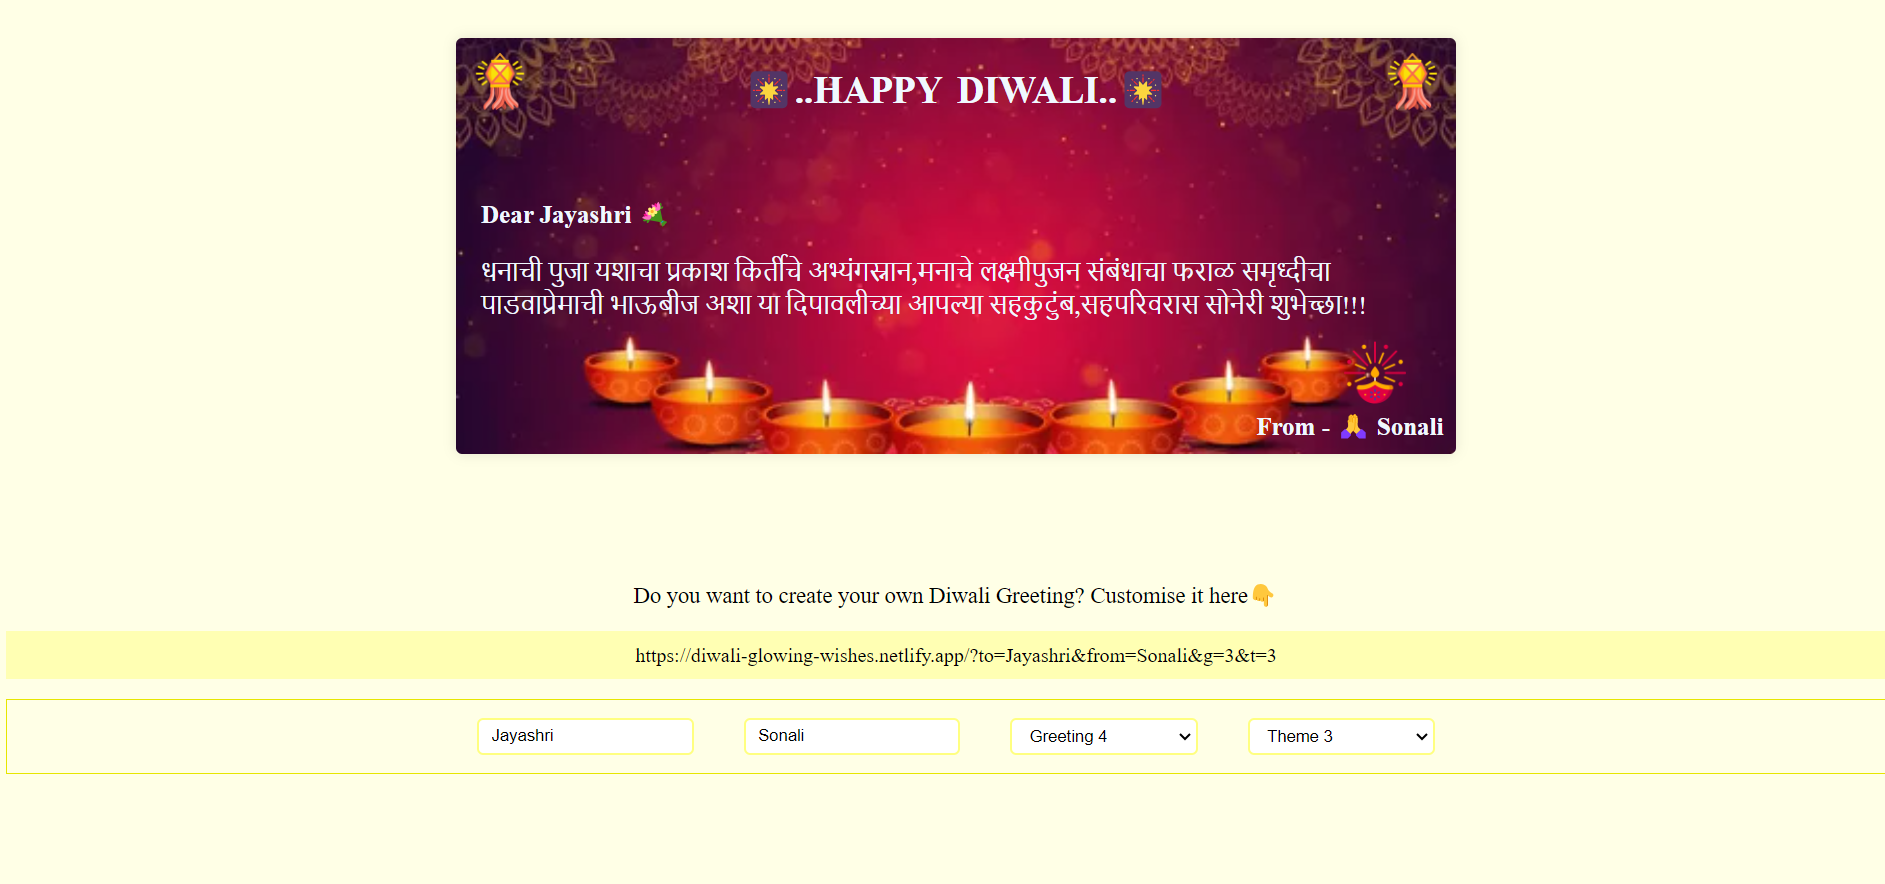 ..HAPPY DIWALI..
Dear Jayashri
धनाची पुजा यशाचा प्रकाश किर्तीचे अभ्यंगस्नान,मनाचे लक्ष्मीपुजन संबंधाचा फराळ समृध्दीचा
पाडवाप्रेमाची भाऊबीज अशा या दिपावलीच्या आपल्या सहकुटुंब,सहपरिवरास सोनेरी शुभेच्छा!!!
From - 🙏 Sonali
Do you want to create your own Diwali Greeting? Customise it here👇
https://diwali-glowing-wishes.netlify.app/?to=Jayashri&from=Sonali&g=3&t=3
Jayashri Sonali Greeting 4 Theme 3